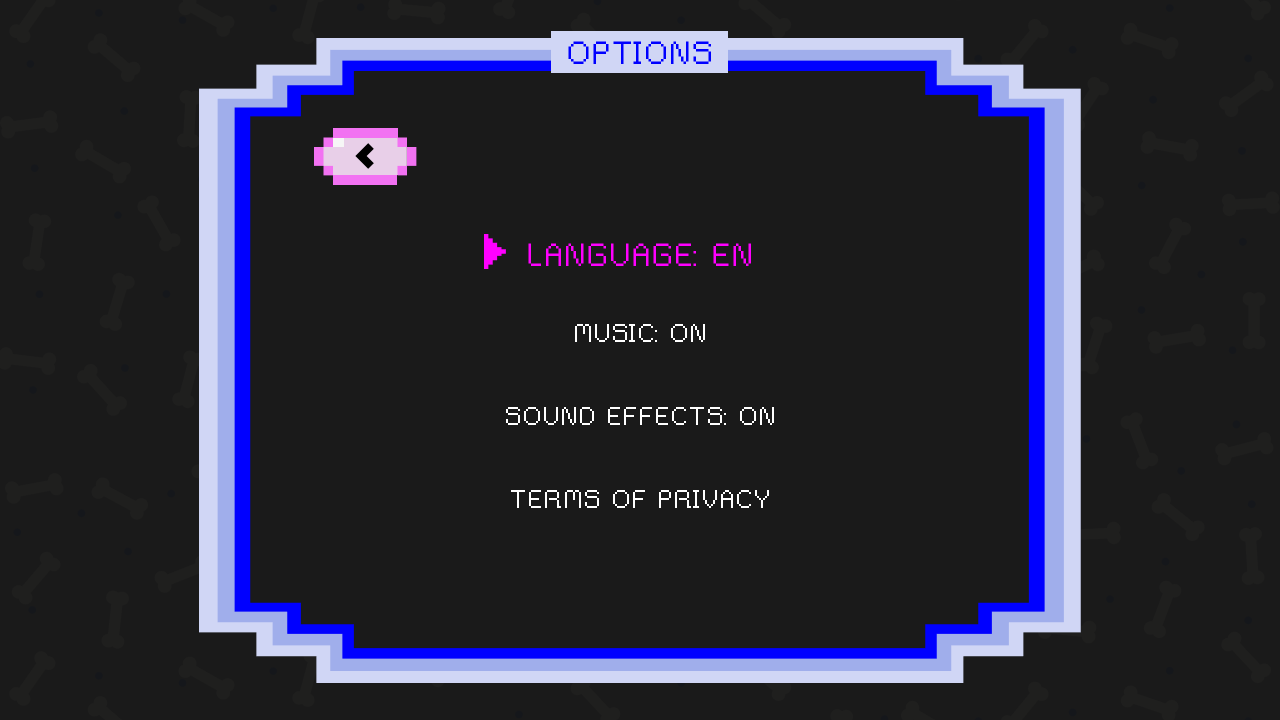 OPTIONS
LANGUAGE: EN
MUSIC: ON
SOUND EFFECTS: ON
TERMS OF PRIVACY